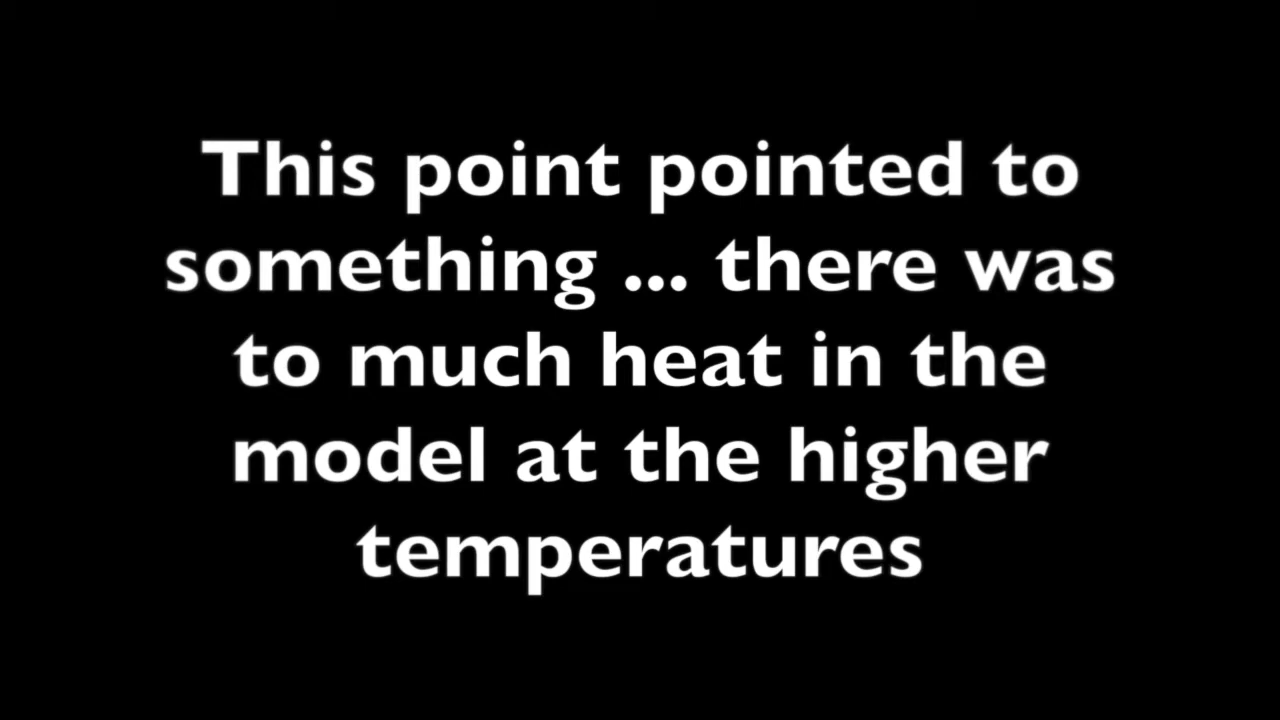 This point pointed to
something ... there was
to much heat in the
model at the higher
temperatures